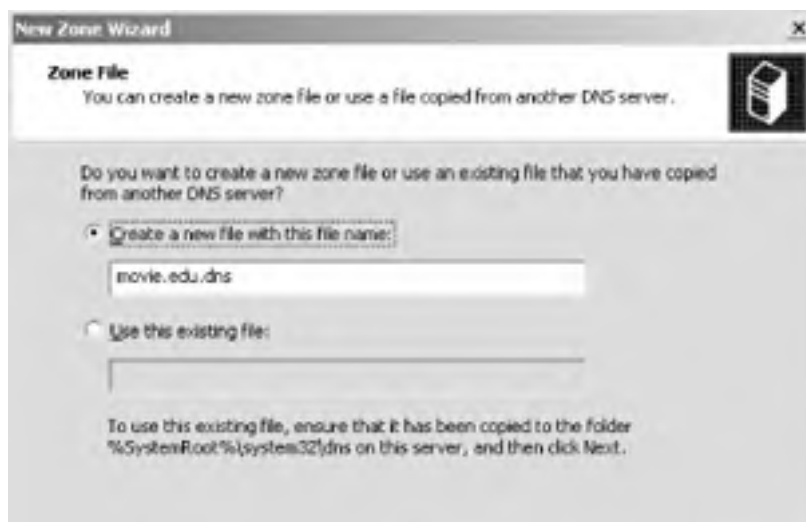 New Zone Wizard
Zone File
You can create a new zone file or use a file copied from another DNS server.
Do you want to create a new zone file or use an existing file that you have copied
from another DNS server?
Create a new file with this file name:
movie.edu.dns
Use this existing file:
To use this existing file, ensure that it has been copied to the folder
%SystemRoot%\system32\dns on this server, and then click Next.